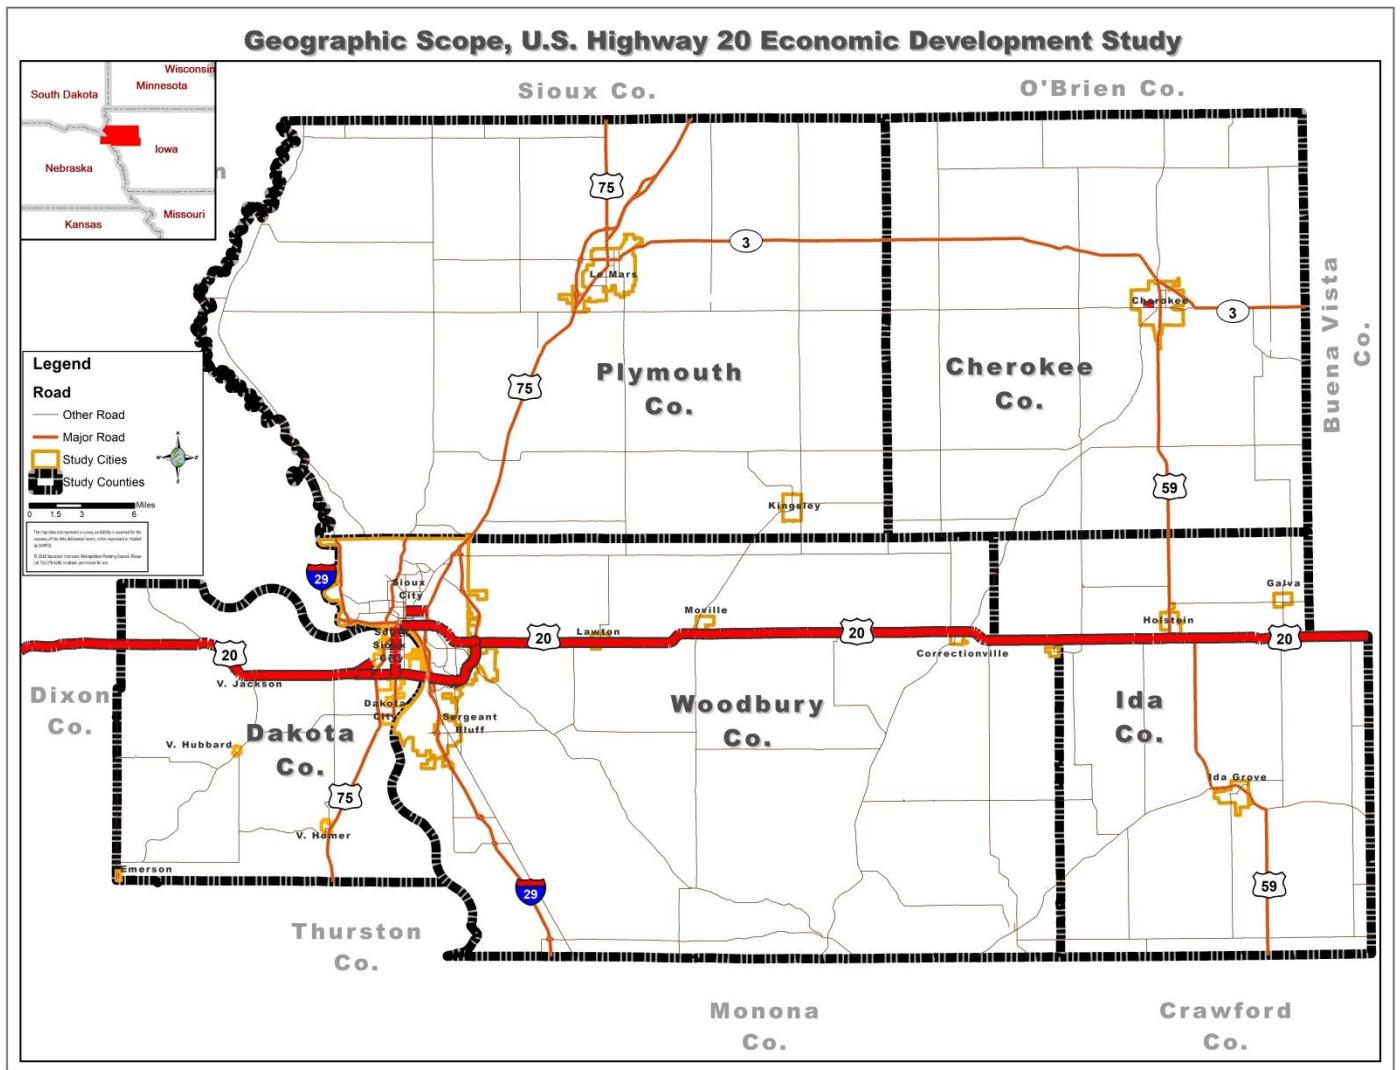 Geographic Scope, U.S. Highway 20 Economic Development Study
Wisconsin
South Dakota
Minnesota
Iowa
Nebraska
Missouri
Kansas
Sioux Co.
O'Brien Co.
n
75
3
Le Mars
Cherokee
3
Buena Vista
Co.
Legend
Road
Other Road
Major Road
Study Cities
Study Counties
N
W
E
S
Miles
0 1.5 3 6
75
Plymouth
Co.
Cherokee
Co.
59
Kingsley
29
Sioux
City
Galva
Moville
Holstein
Lawton
20
20
20
Correctionville
South
Sioux
City
20
V. Jackson
Dixon
Co.
Dakota
City
Sergeant
Bluff
Woodbury
Co.
Ida
Co.
V. Hubbard
Dakota
Co.
75
Ida Grove
V. Homer
Emerson
29
59
Thurston
Co.
Monona
Co.
Crawford
Co.